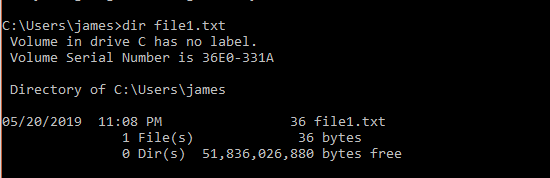 C:\Users\james>dir file1.txt
Volume in drive C has no label.
Volume Serial Number is 36E0-331A
Directory of C:\Users\james
05/20/2019 11:08 PM 36 file1.txt
1 File(s) 36 bytes
0 Dir(s) 51,836,026,880 bytes free